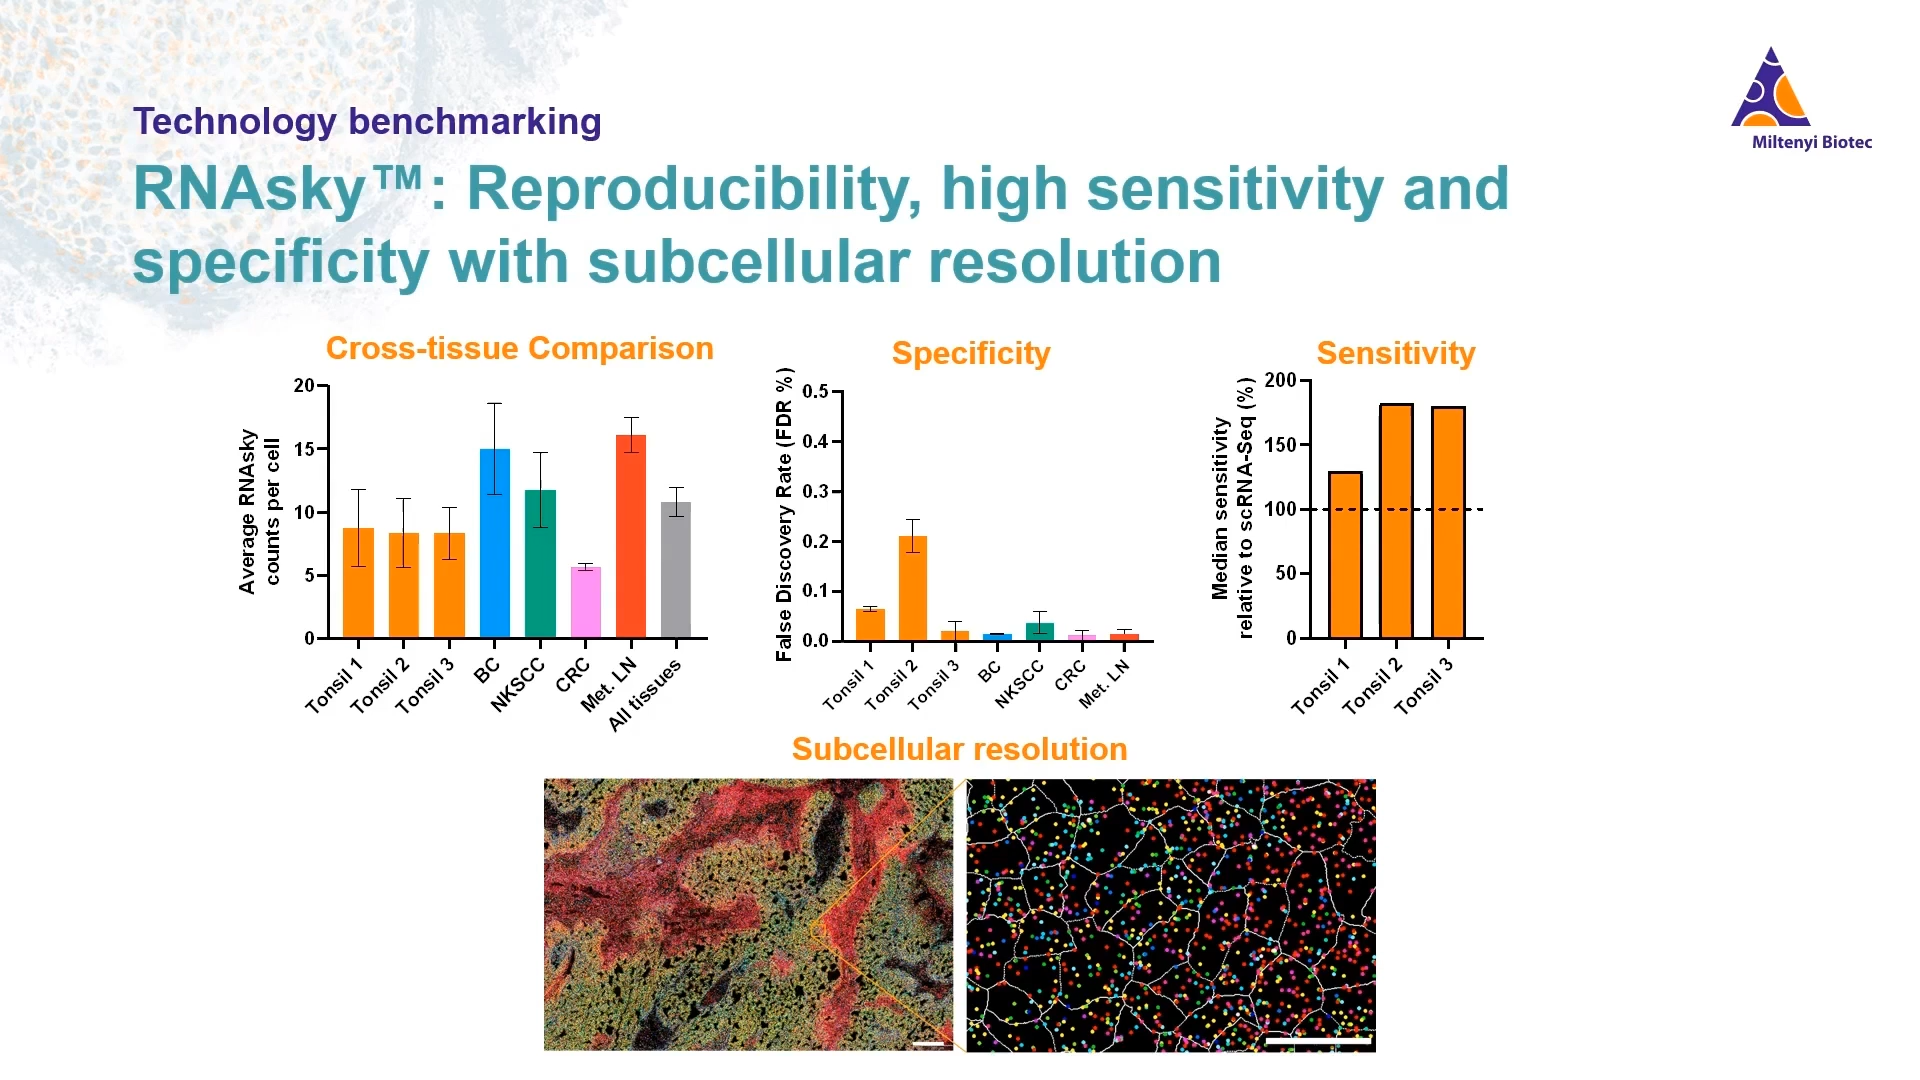 Miltenyi Biotec
Technology benchmarking
RNAsky™: Reproducibility, high sensitivity and
specificity with subcellular resolution
Cross-tissue Comparison
Average RNAsky
counts per cell
20
15
10
5
0
Tonsil 1
Tonsil 2
Tonsil 3
BC
NKSCC
CRC
Met. LN
All tissues
Specificity
False Discovery Rate (FDR %)
0.5
0.4
0.3
0.2
0.1
0.0
Tonsil 1
Tonsil 2
Tonsil 3
BC
NKSCC
CRC
Met. LN
Sensitivity
Median sensitivity
relative to scRNA-Seq (%)
200
150
100
50
0
Tonsil 1
Tonsil 2
Tonsil 3
Subcellular resolution